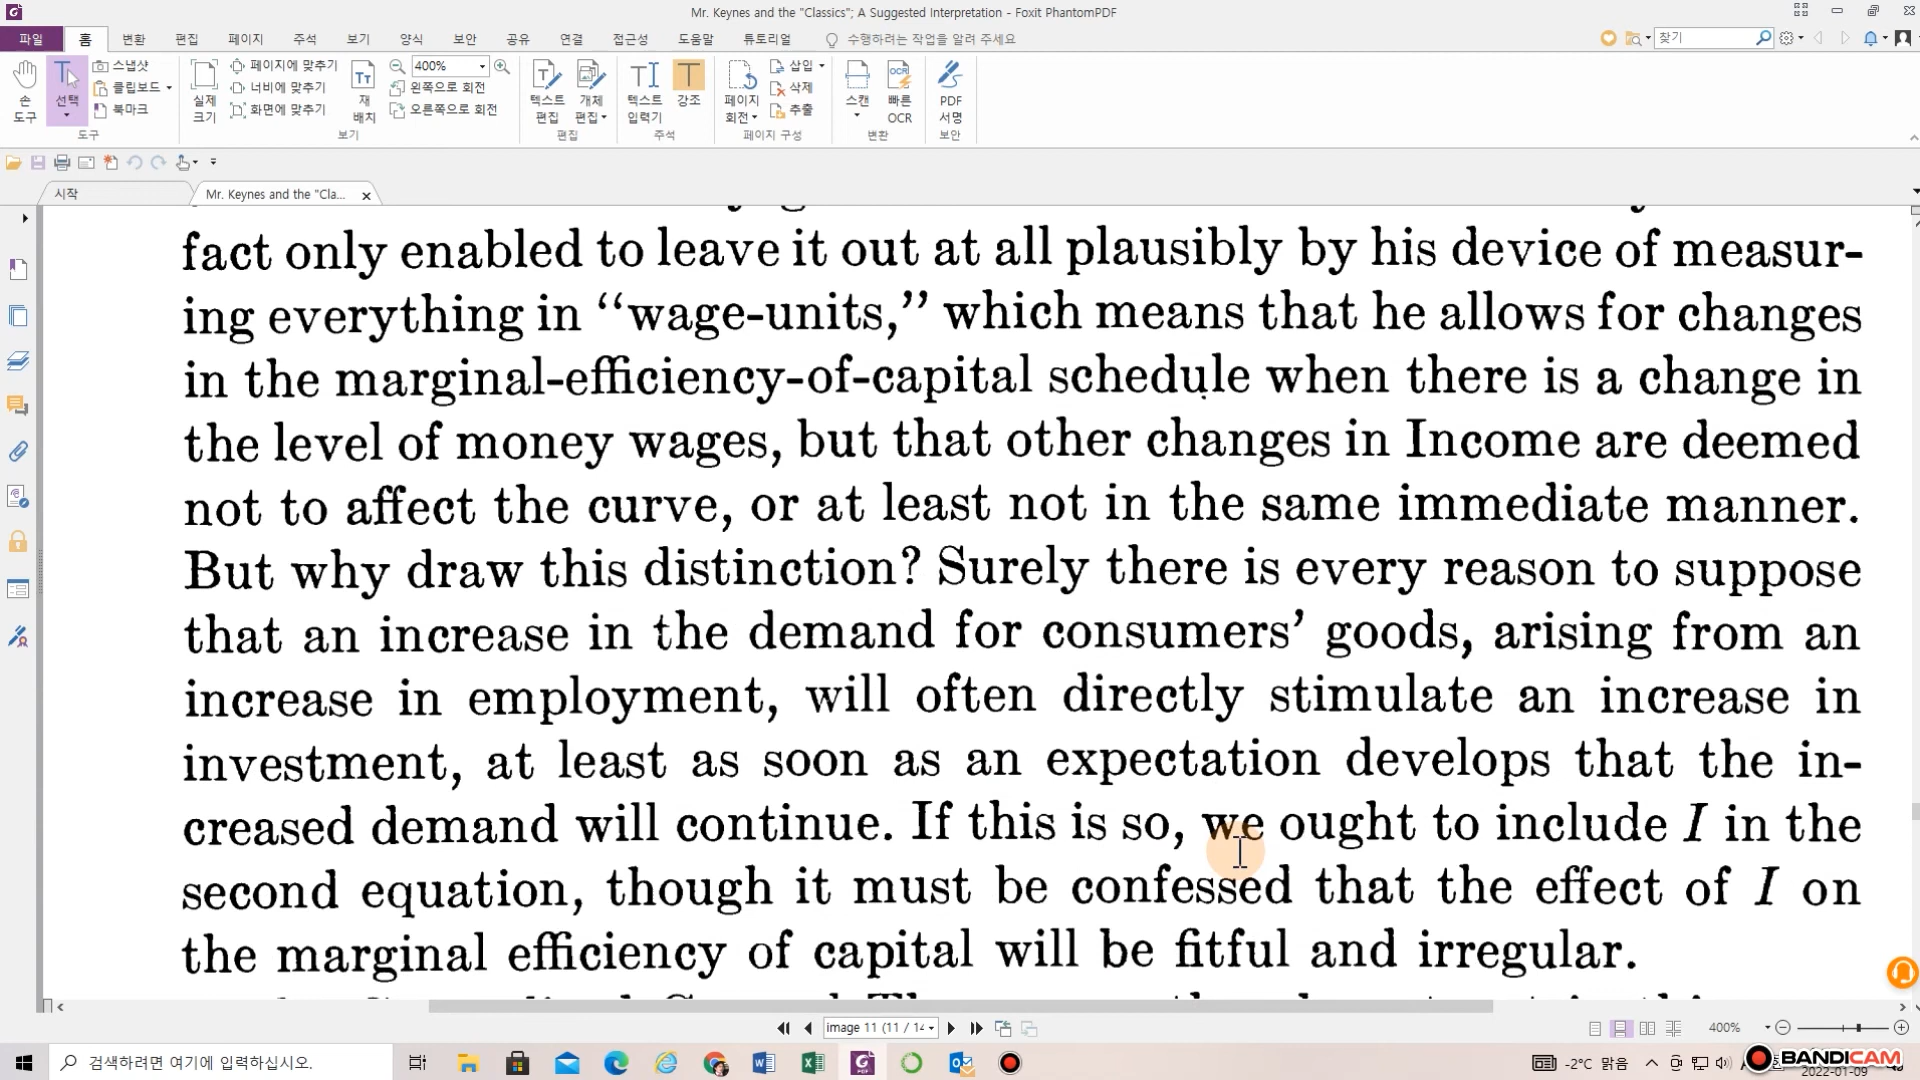 Mr. Keynes and the "Classics"; A Suggested Interpretation - Foxit PhantomPDF
파일 홈 변환 편집 페이지 주석 보기 양식 보안 공유 연결 접근성 도움말 튜토리얼 수행하려는 작업을 알려 주세요 찾기
손 도구
선택
스냅샷
클립보드
북마크
도구
실제 크기
페이지에 맞추기
너비에 맞추기
화면에 맞추기
재 배치
400%
왼쪽으로 회전
오른쪽으로 회전
보기
텍스트 편집
개체 편집
편집
텍스트 입력기
강조
주석
페이지 회전
삽입
삭제
추출
페이지 구성
스캔
빠른 OCR
변환
PDF 서명
보안
시작
Mr. Keynes and the "Cla...
fact only enabled to leave it out at all plausibly by his device of measur-
ing everything in “wage-units,” which means that he allows for changes
in the marginal-efficiency-of-capital schedule when there is a change in
the level of money wages, but that other changes in Income are deemed
not to affect the curve, or at least not in the same immediate manner.
But why draw this distinction? Surely there is every reason to suppose
that an increase in the demand for consumers’ goods, arising from an
increase in employment, will often directly stimulate an increase in
investment, at least as soon as an expectation develops that the in-
creased demand will continue. If this is so, we ought to include I in the
second equation, though it must be confessed that the effect of I on
the marginal efficiency of capital will be fitful and irregular.
image 11 (11 / 14
400%
검색하려면 여기에 입력하십시오.
-2°C 맑음
BANDICAM
2022-01-09